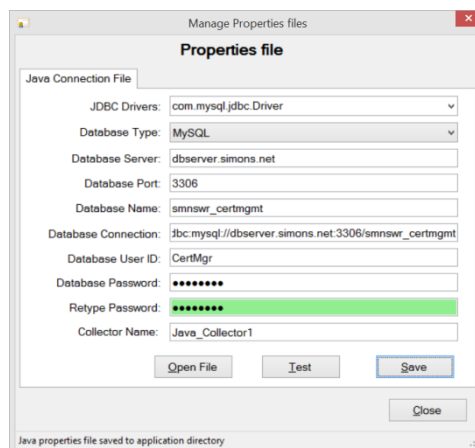 Manage Properties files
Properties file
Java Connection File
JDBC Drivers: com.mysql.jdbc.Driver
Database Type: MySQL
Database Server: dbserver.simons.net
Database Port: 3306
Database Name: smnswr_certmgmt
Database Connection: dbc:mysql://dbserver.simons.net:3306/smnswr_certmgmt
Database User ID: CertMgr
Database Password: ●●●●●●●●
Retype Password: ●●●●●●●●
Collector Name: Java_Collector1
Open File Test Save
Close
Java properties file saved to application directory